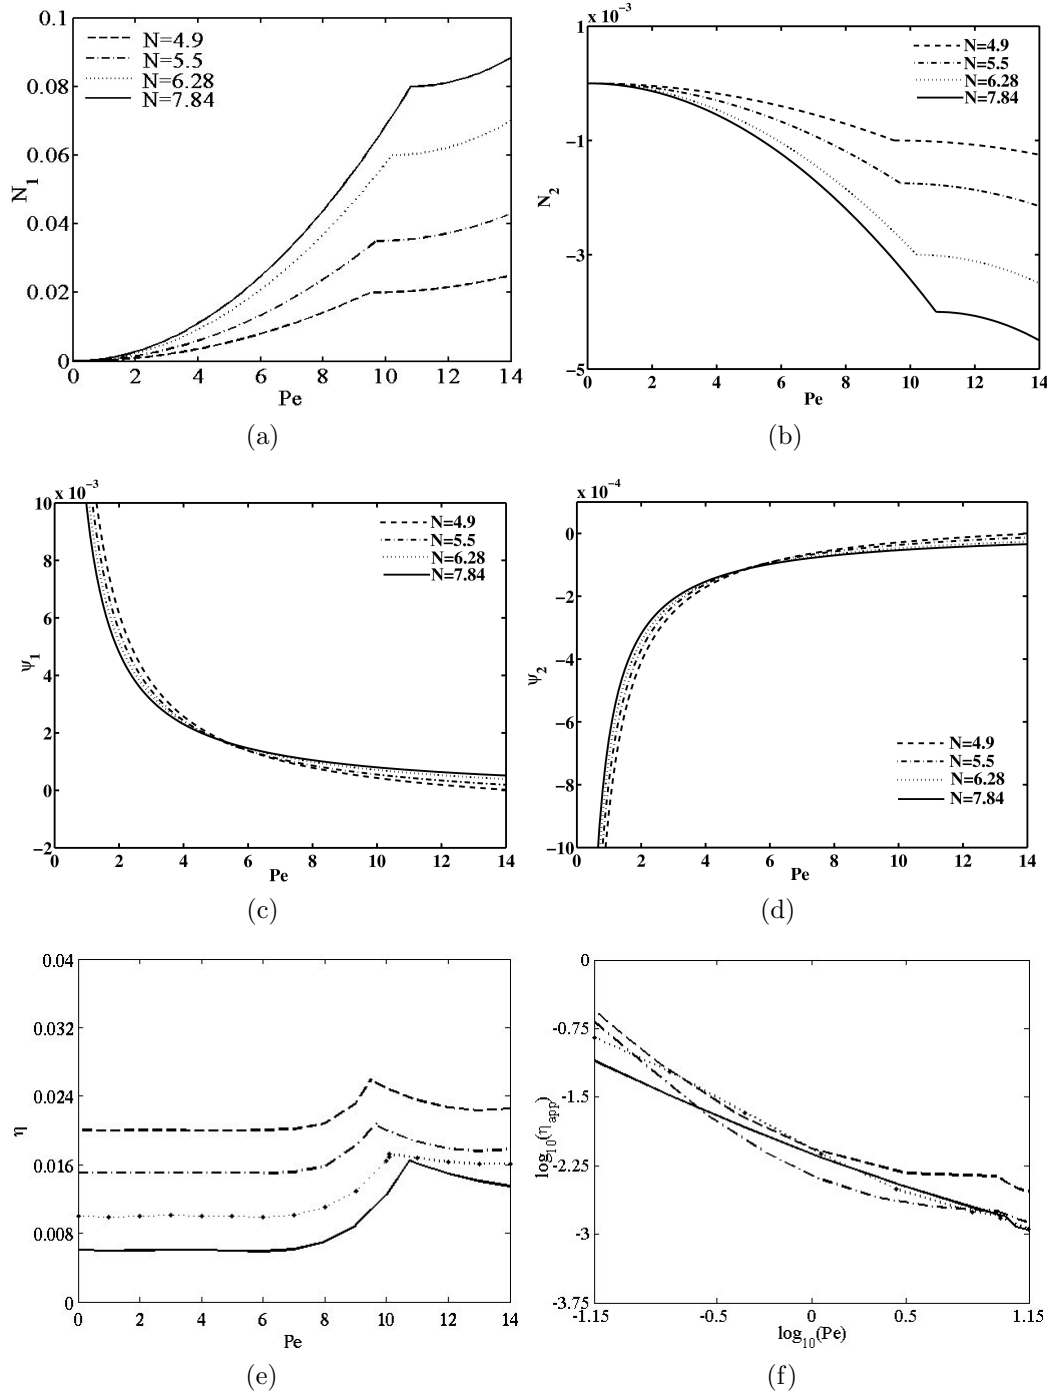 0.1
N=4.9
N=5.5
N=6.28
N=7.84
0.08
0.06
0.04
0.02
0
N1
0 2 4 6 8 10 12 14
Pe
(a)
1 x 10^-3
N=4.9
N=5.5
N=6.28
N=7.84
−1
−3
−5
N2
0 2 4 6 8 10 12 14
Pe
(b)
10 x 10^-3
N=4.9
N=5.5
N=6.28
N=7.84
8
6
4
2
0
−2
ψ1
0 2 4 6 8 10 12 14
Pe
(c)
x 10^-4
0
−2
−4
−6
−8
−10
ψ2
N=4.9
N=5.5
N=6.28
N=7.84
0 2 4 6 8 10 12 14
Pe
(d)
0.04
0.032
0.024
0.016
0.008
0
η
0 2 4 6 8 10 12 14
Pe
(e)
0
-0.75
-1.5
-2.25
-3
-3.75
log10(ηapp)
-1.15 -0.5 0 0.5 1.15
log10(Pe)
(f)